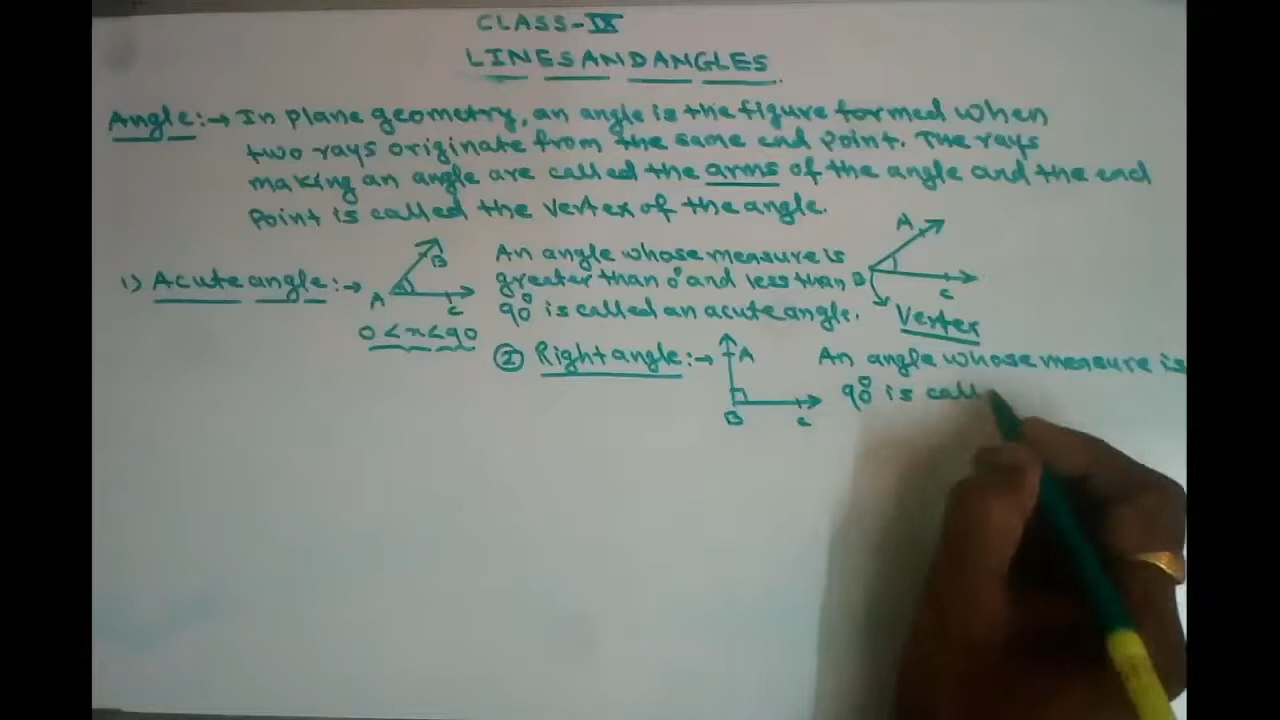 CLASS-IX
LINES AND ANGLES
Angle:→ In plane geometry, an angle is the figure formed when
two rays originate from the same end point. The rays
making an angle are called the arms of the angle and the end
point is called the vertex of the angle.
A
B
C
Vertex
1) Acute angle:→
B
A
C
0<x<90
An angle whose measure is
greater than 0° and less than
90° is called an acute angle.
② Right angle:→
A
B
C
An angle whose measure is
90° is call